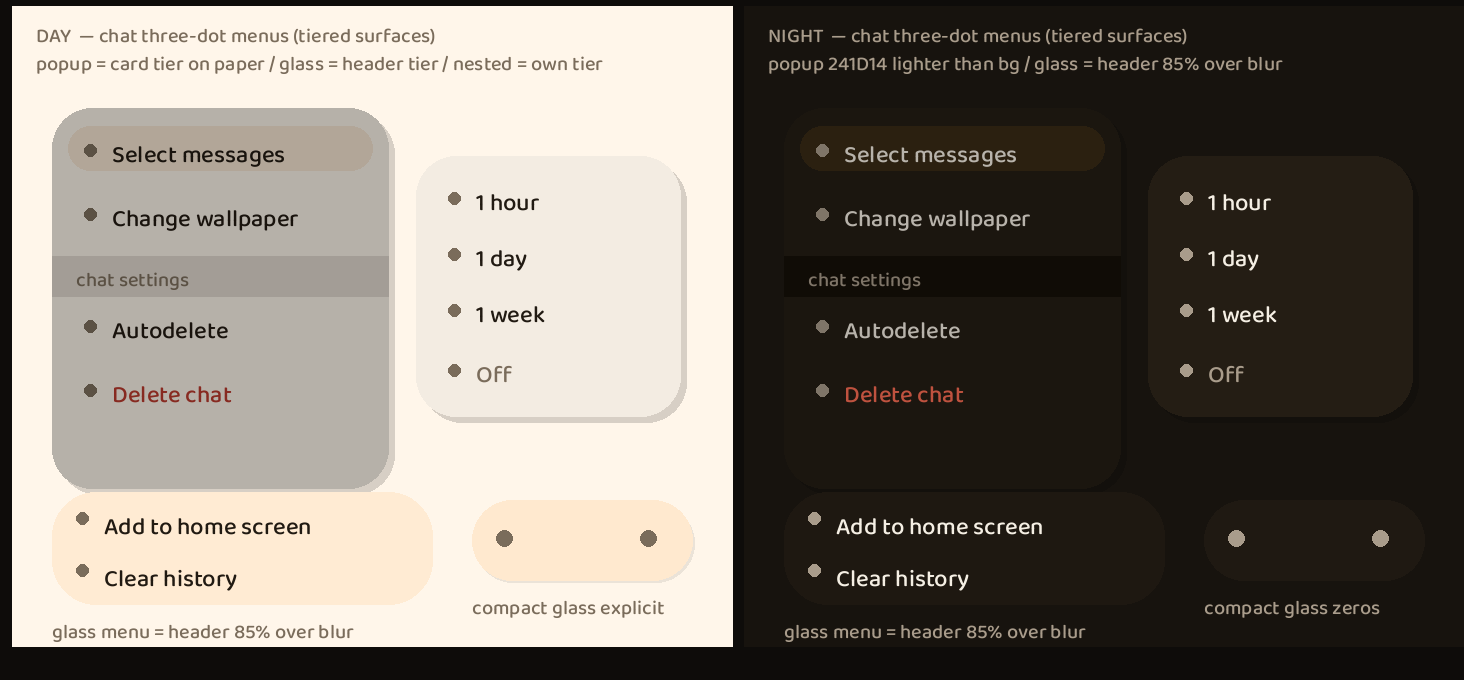 DAY — chat three-dot menus (tiered surfaces)
popup = card tier on paper / glass = header tier / nested = own tier
Select messages
Change wallpaper
chat settings
Autodelete
Delete chat
1 hour
1 day
1 week
Off
Add to home screen
Clear history
compact glass explicit
glass menu = header 85% over blur
NIGHT — chat three-dot menus (tiered surfaces)
popup 241D14 lighter than bg / glass = header 85% over blur
Select messages
Change wallpaper
chat settings
Autodelete
Delete chat
1 hour
1 day
1 week
Off
Add to home screen
Clear history
compact glass zeros
glass menu = header 85% over blur